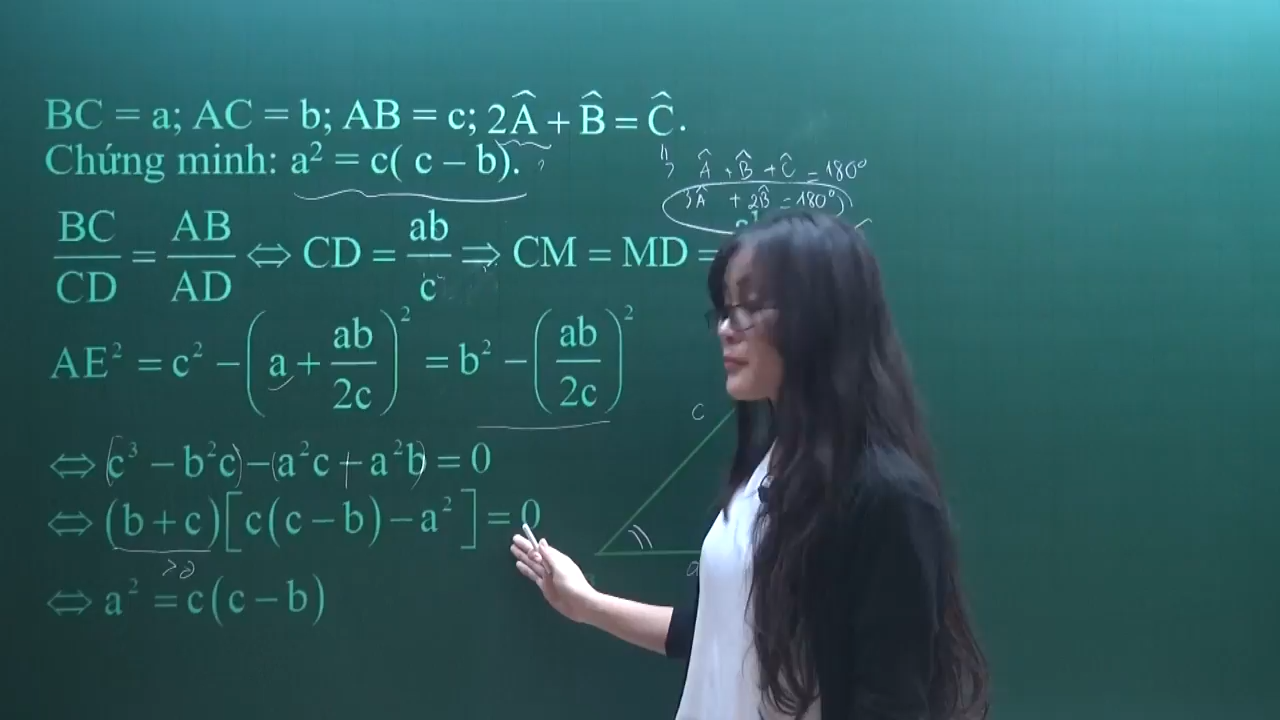 BC = a; AC = b; AB = c; 2Â + B̂ = Ĉ.
Chứng minh: a² = c( c – b).
?
Â + B̂ + Ĉ = 180°
3Â + 2B̂ = 180°
BC/CD = AB/AD ⇔ CD = ab/c ⇒ CM = MD =
AE² = c² − (a + ab/2c)² = b² − (ab/2c)²
c
⇔ (c³ − b²c) − (a²c + a²b) = 0
⇔ (b + c)[c(c − b) − a²] = 0
>0
a
⇔ a² = c(c − b)